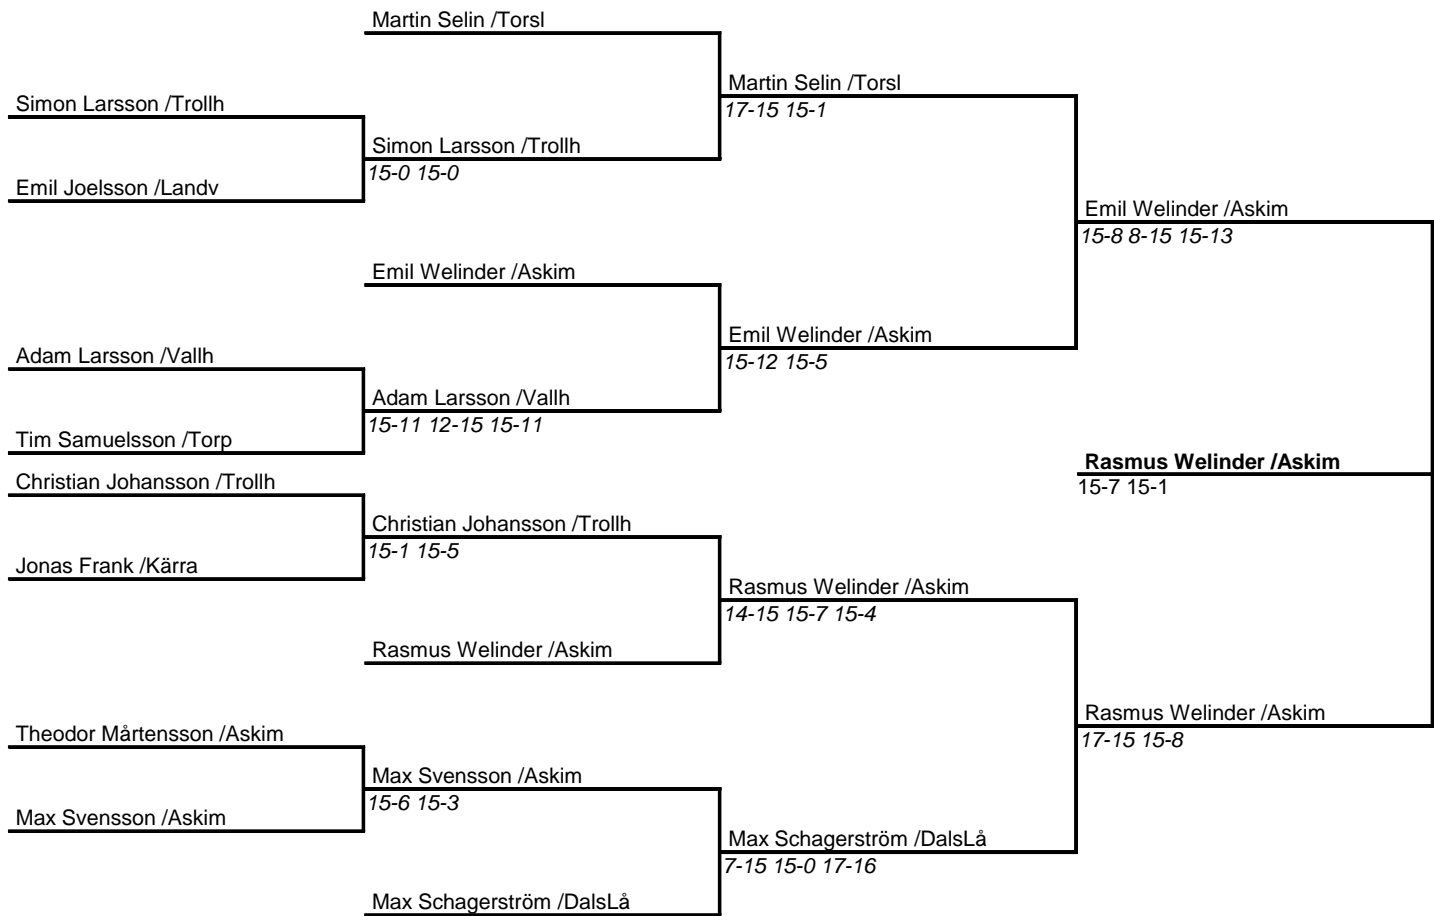 Martin Selin /Torsl
Martin Selin /Torsl
Simon Larsson /Trollh
17-15 15-1
Simon Larsson /Trollh
15-0 15-0
Emil Joelsson /Landv
Emil Welinder /Askim
15-8 8-15 15-13
Emil Welinder /Askim
Emil Welinder /Askim
Adam Larsson /Vallh
15-12 15-5
Adam Larsson /Vallh
15-11 12-15 15-11
Tim Samuelsson /Torp
Rasmus Welinder /Askim
Christian Johansson /Trollh
15-7 15-1
Christian Johansson /Trollh
15-1 15-5
Jonas Frank /Kärra
Rasmus Welinder /Askim
14-15 15-7 15-4
Rasmus Welinder /Askim
Rasmus Welinder /Askim
Theodor Mårtensson /Askim
17-15 15-8
Max Svensson /Askim
15-6 15-3
Max Svensson /Askim
Max Schagerström /DalsLå
7-15 15-0 17-16
Max Schagerström /DalsLå